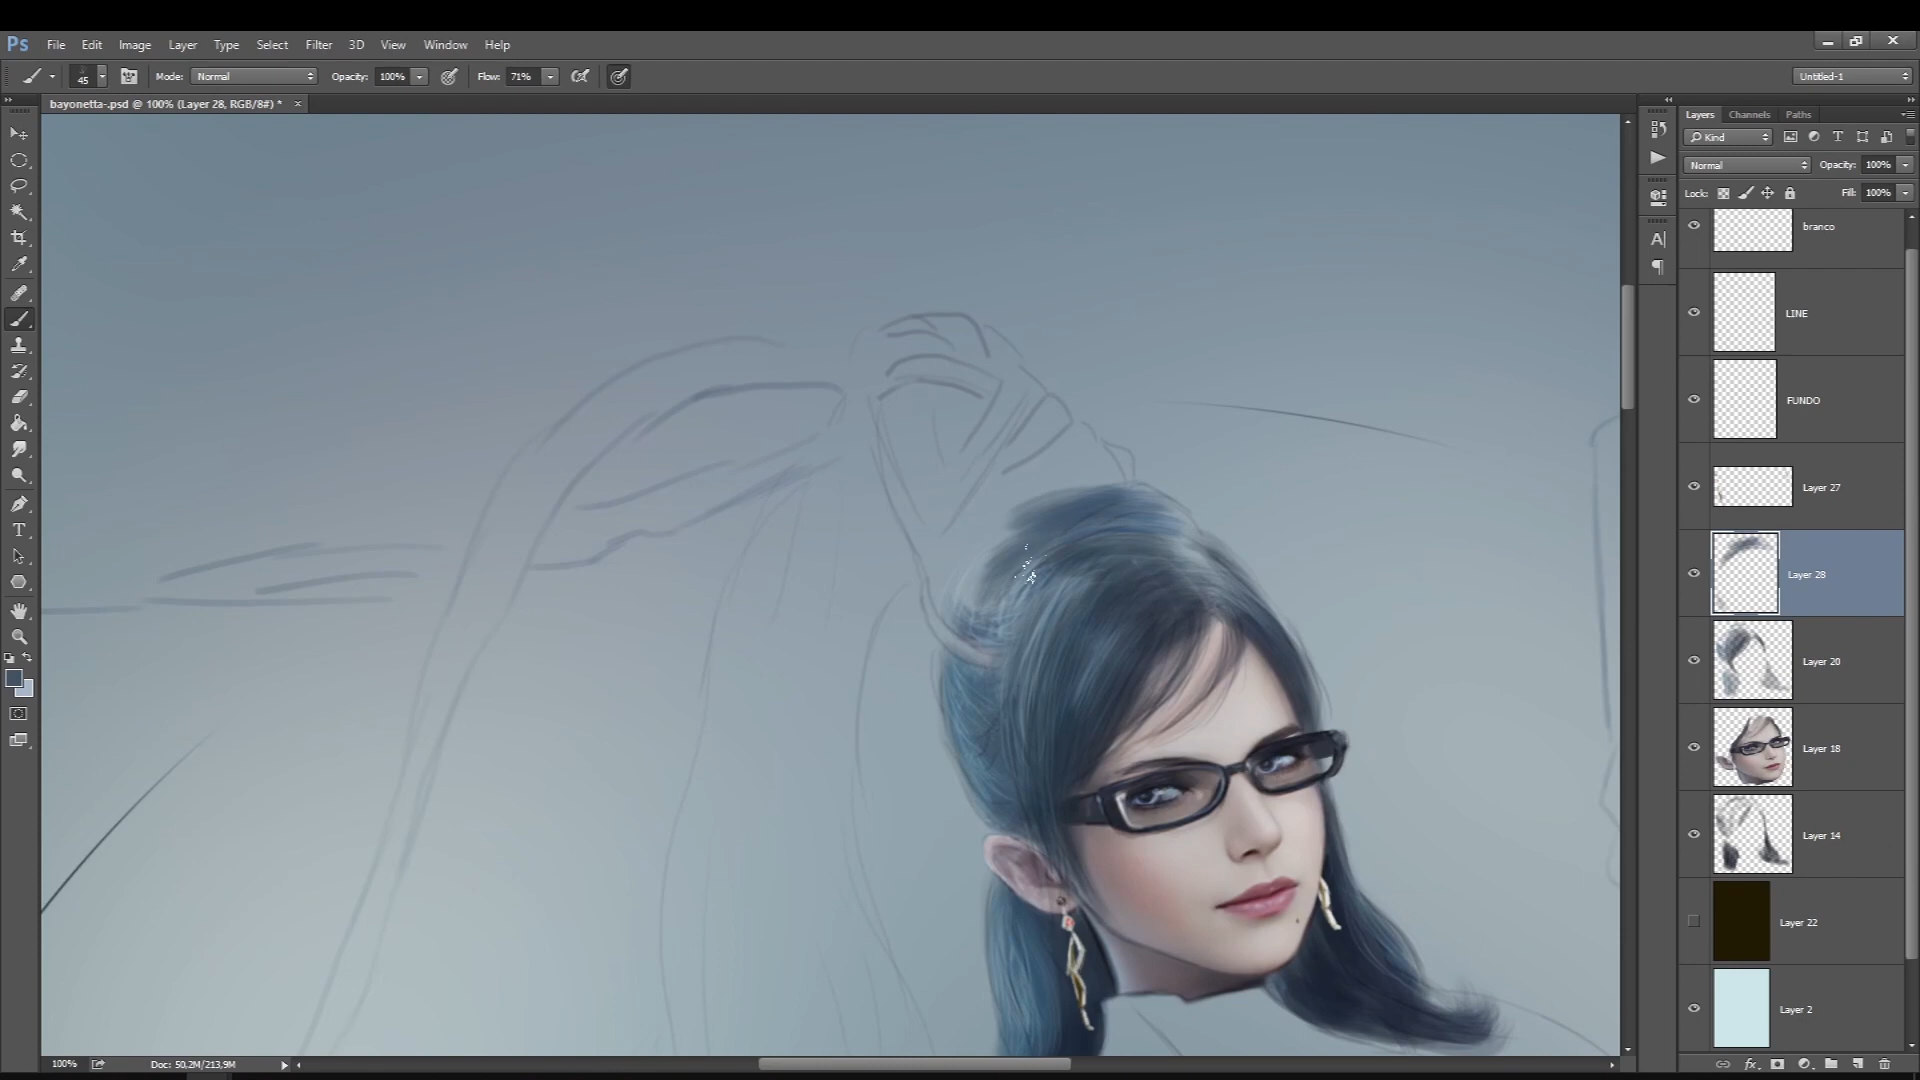 Ps File Edit Image Layer Type Select Filter 3D View Window Help
45 Mode: Normal Opacity: 100% Flow: 71% Untitled-1
bayonetta-.psd @ 100% (Layer 28, RGB/8#) *
Layers Channels Paths
Kind
Normal Opacity: 100%
Lock: Fill: 100%
branco
LINE
FUNDO
Layer 27
Layer 28
Layer 20
Layer 18
Layer 14
Layer 22
Layer 2
100% Doc: 50,2M/213,9M